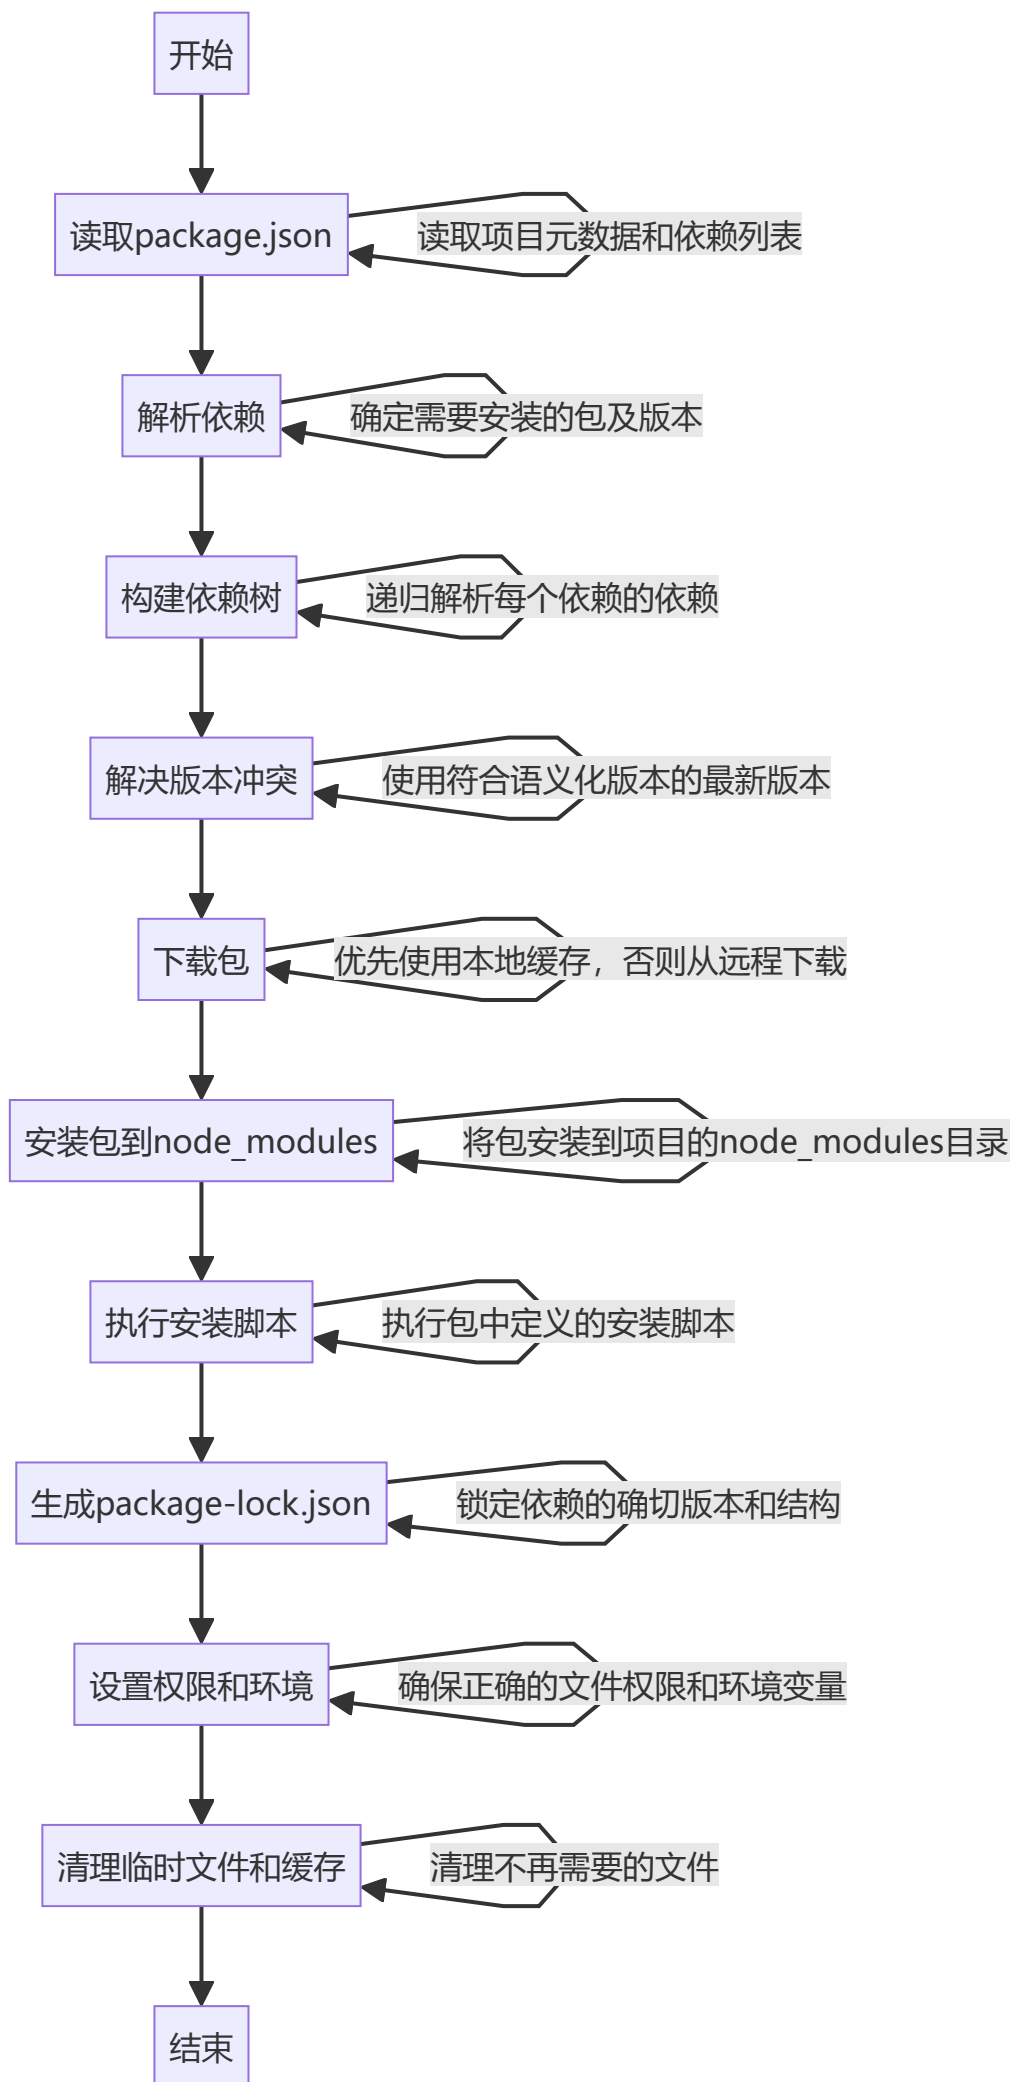 开始
读取package.json
读取项目元数据和依赖列表
解析依赖
确定需要安装的包及版本
构建依赖树
递归解析每个依赖的依赖
解决版本冲突
使用符合语义化版本的最新版本
下载包
优先使用本地缓存，否则从远程下载
安装包到node_modules
将包安装到项目的node_modules目录
执行安装脚本
执行包中定义的安装脚本
生成package-lock.json
锁定依赖的确切版本和结构
设置权限和环境
确保正确的文件权限和环境变量
清理临时文件和缓存
清理不再需要的文件
结束